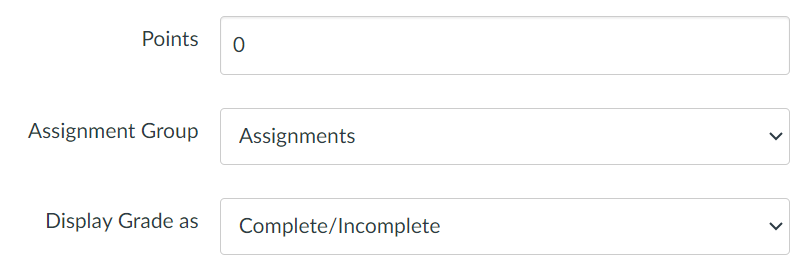 Points 0
Assignment Group Assignments
Display Grade as Complete/Incomplete